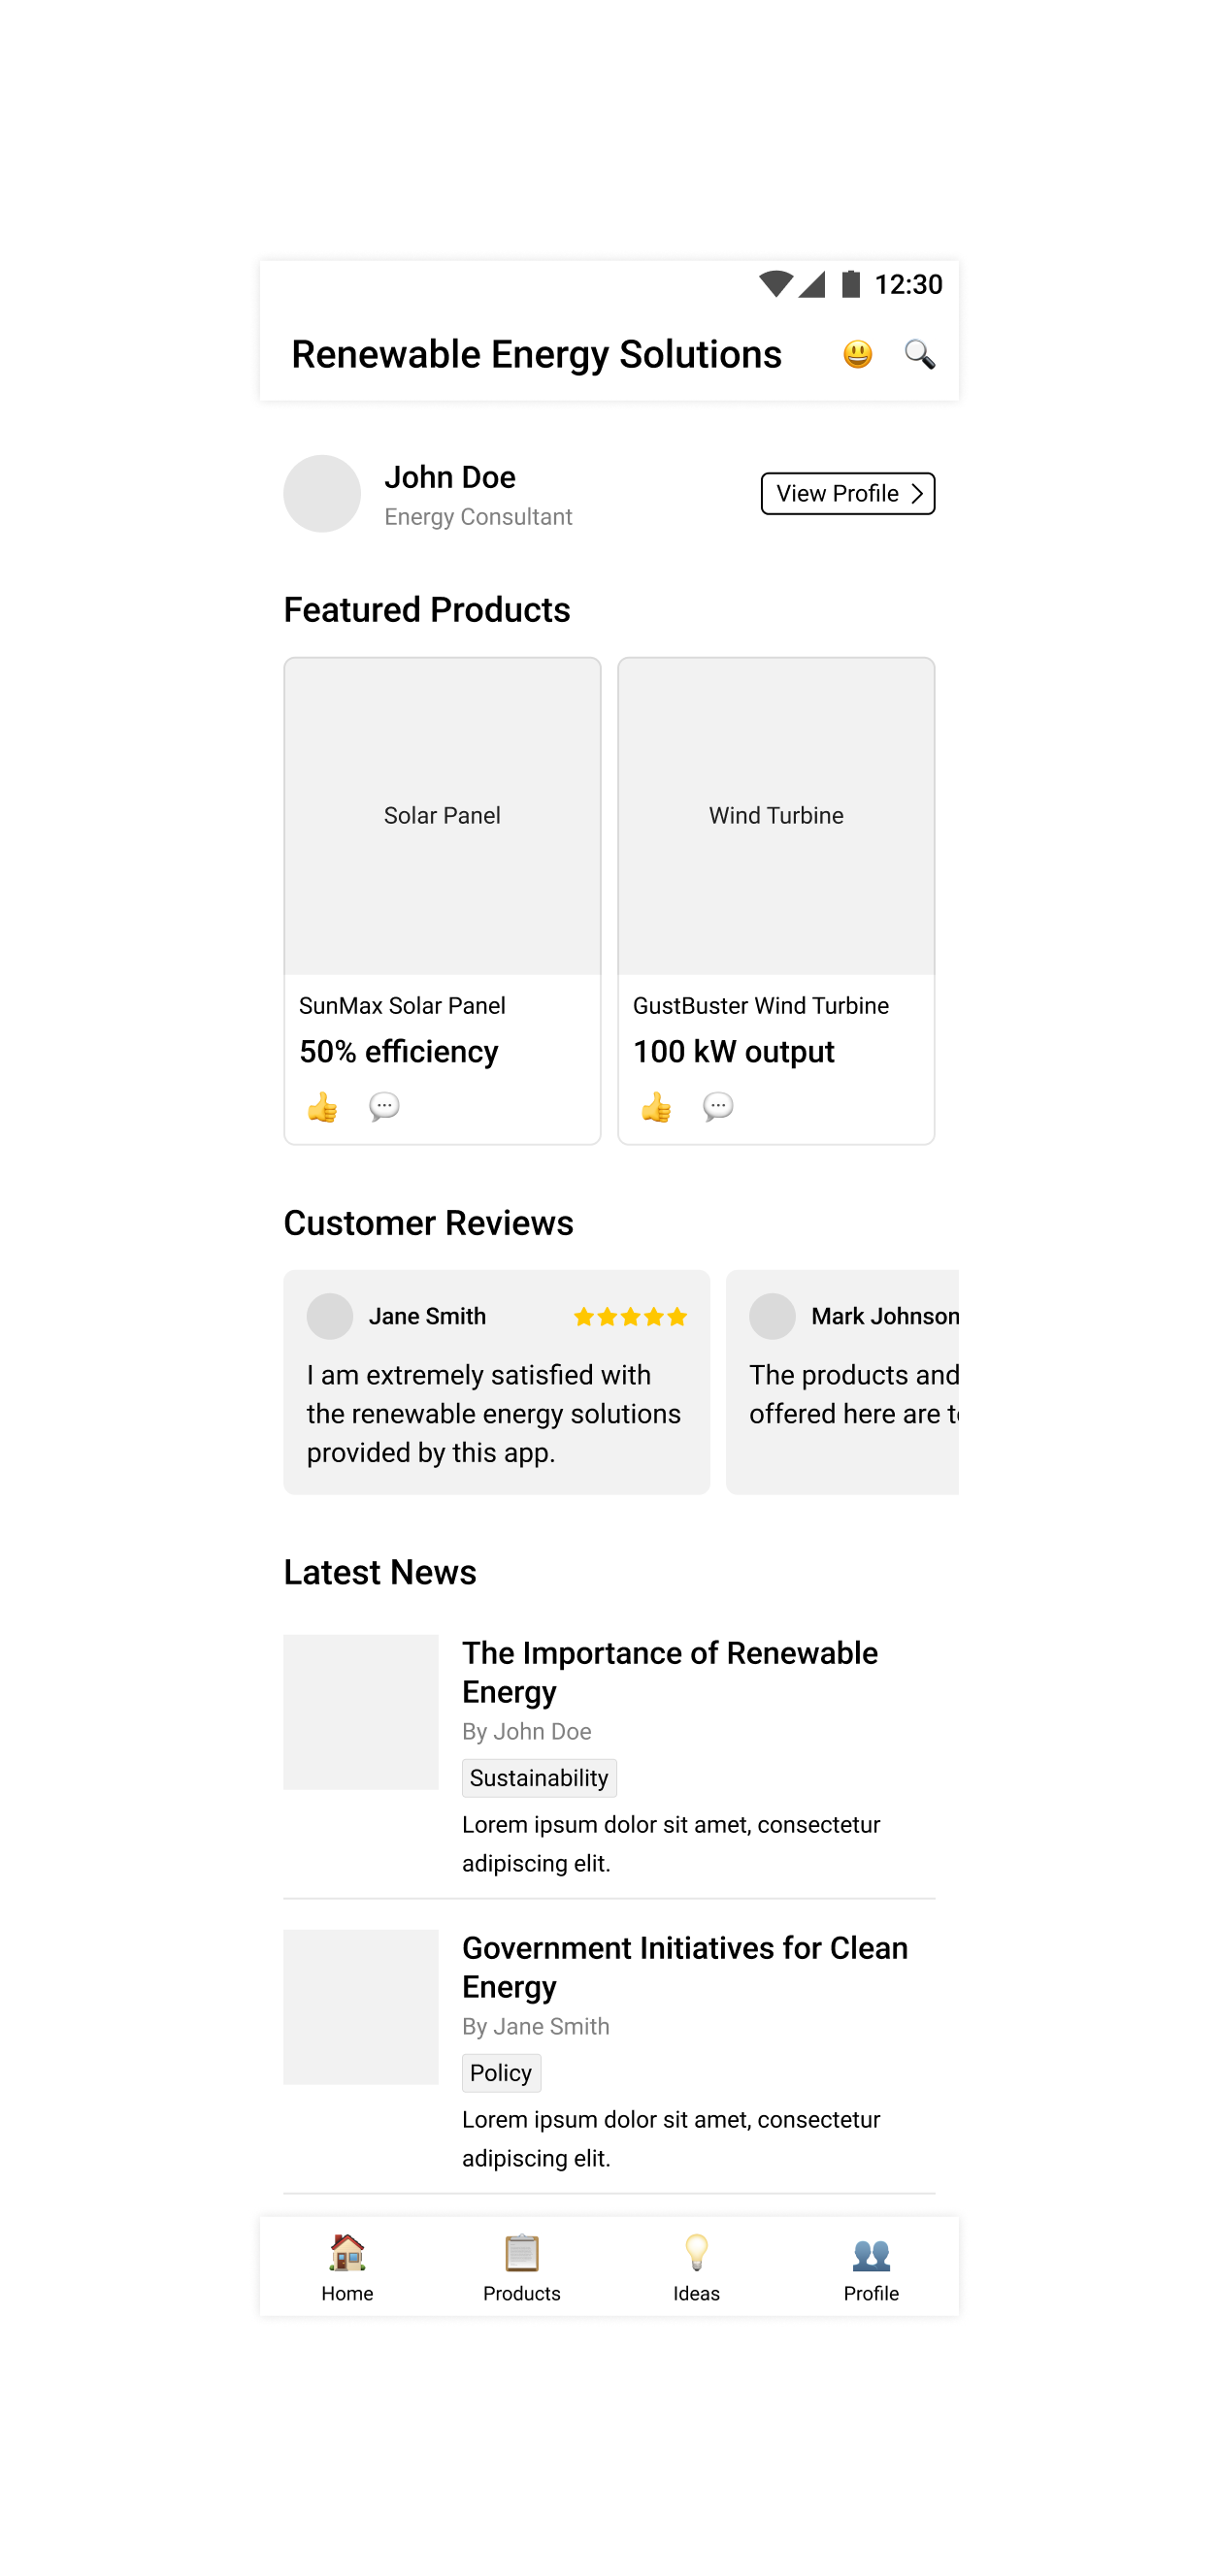 12:30
Renewable Energy Solutions
John Doe
Energy Consultant
View Profile
Featured Products
Solar Panel
Wind Turbine
SunMax Solar Panel
50% efficiency
GustBuster Wind Turbine
100 kW output
Customer Reviews
Jane Smith
I am extremely satisfied with
the renewable energy solutions
provided by this app.
Mark Johnson
The products and
offered here are
Latest News
The Importance of Renewable
Energy
By John Doe
Sustainability
Lorem ipsum dolor sit amet, consectetur
adipiscing elit.
Government Initiatives for Clean
Energy
By Jane Smith
Policy
Lorem ipsum dolor sit amet, consectetur
adipiscing elit.
Home
Products
Ideas
Profile